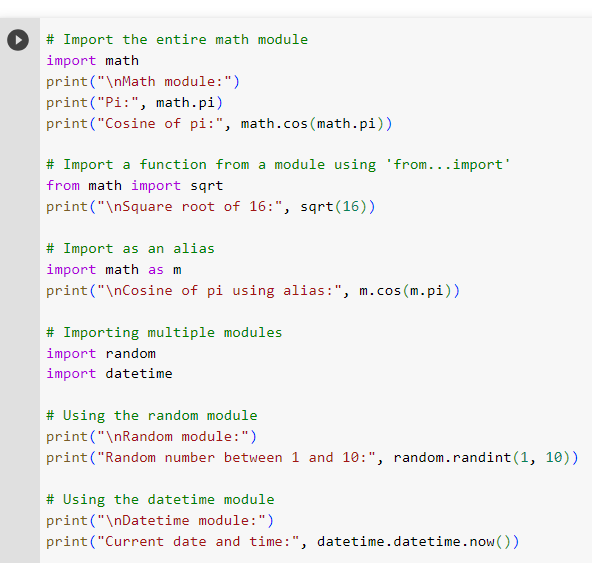 # Import the entire math module
import math
print("\nMath module:")
print("Pi:", math.pi)
print("Cosine of pi:", math.cos(math.pi))
# Import a function from a module using 'from...import'
from math import sqrt
print("\nSquare root of 16:", sqrt(16))
# Import as an alias
import math as m
print("\nCosine of pi using alias:", m.cos(m.pi))
# Importing multiple modules
import random
import datetime
# Using the random module
print("\nRandom module:")
print("Random number between 1 and 10:", random.randint(1, 10))
# Using the datetime module
print("\nDatetime module:")
print("Current date and time:", datetime.datetime.now())